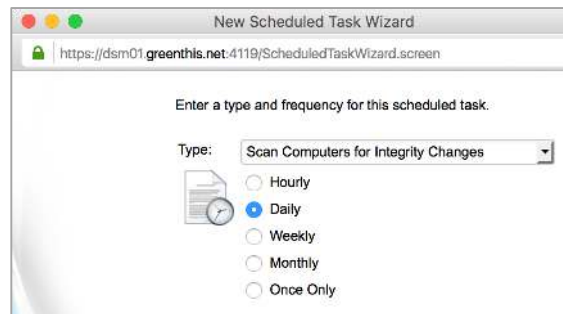 New Scheduled Task Wizard
https://dsm01.greenthis.net:4119/ScheduledTaskWizard.screen
Enter a type and frequency for this scheduled task.
Type: Scan Computers for Integrity Changes
Hourly
Daily
Weekly
Monthly
Once Only